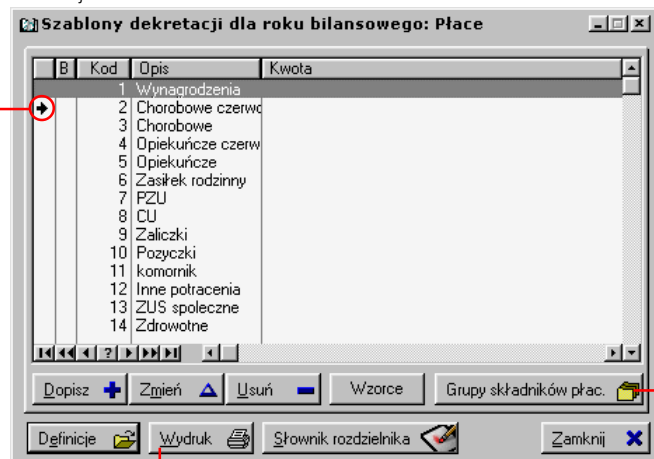 Szablony dekretacji dla roku bilansowego: Płace
B Kod Opis Kwota
1 Wynagrodzenia
2 Chorobowe czerwc
3 Chorobowe
4 Opiekuńcze czerw
5 Opiekuńcze
6 Zasiłek rodzinny
7 PZU
8 CU
9 Zaliczki
10 Pozyczki
11 komornik
12 Inne potracenia
13 ZUS spoleczne
14 Zdrowotne
?
Dopisz Zmień Usuń Wzorce Grupy składników płac.
Definicje Wydruk Słownik rozdzielnika Zamknij